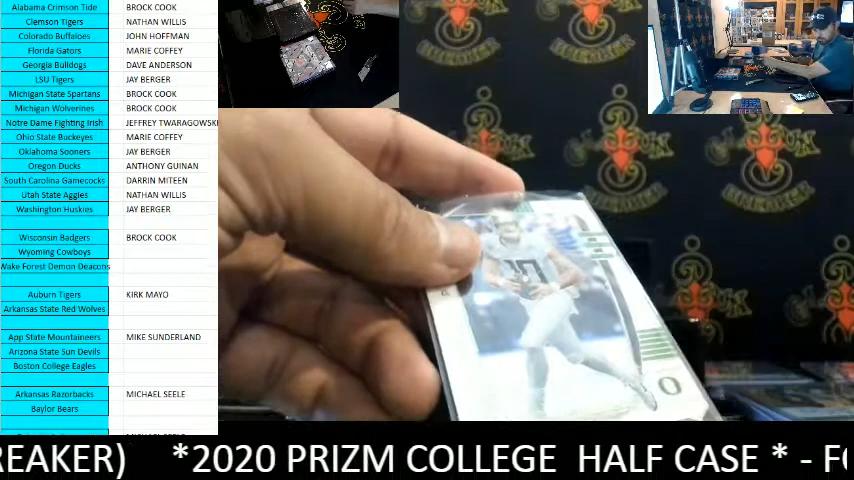 Alabama Crimson Tide BROCK COOK
Clemson Tigers NATHAN WILLIS
Colorado Buffaloes JOHN HOFFMAN
Florida Gators MARIE COFFEY
Georgia Bulldogs DAVE ANDERSON
LSU Tigers JAY BERGER
Michigan State Spartans BROCK COOK
Michigan Wolverines BROCK COOK
Notre Dame Fighting Irish JEFFREY TWARAGOWSK
Ohio State Buckeyes MARIE COFFEY
Oklahoma Sooners JAY BERGER
Oregon Ducks ANTHONY GUINAN
South Carolina Gamecocks DARRIN MITEEN
Utah State Aggies NATHAN WILLIS
Washington Huskies JAY BERGER
Wisconsin Badgers BROCK COOK
Wyoming Cowboys
Wake Forest Demon Deacons
Auburn Tigers KIRK MAYO
Arkansas State Red Wolves
App State Mountaineers MIKE SUNDERLAND
Arizona State Sun Devils
Boston College Eagles
Arkansas Razorbacks MICHAEL SEELE
Baylor Bears
10
O
REAKER) *2020 PRIZM COLLEGE HALF CASE * - F